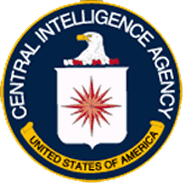 CENTRAL INTELLIGENCE AGENCY
UNITED STATES OF AMERICA